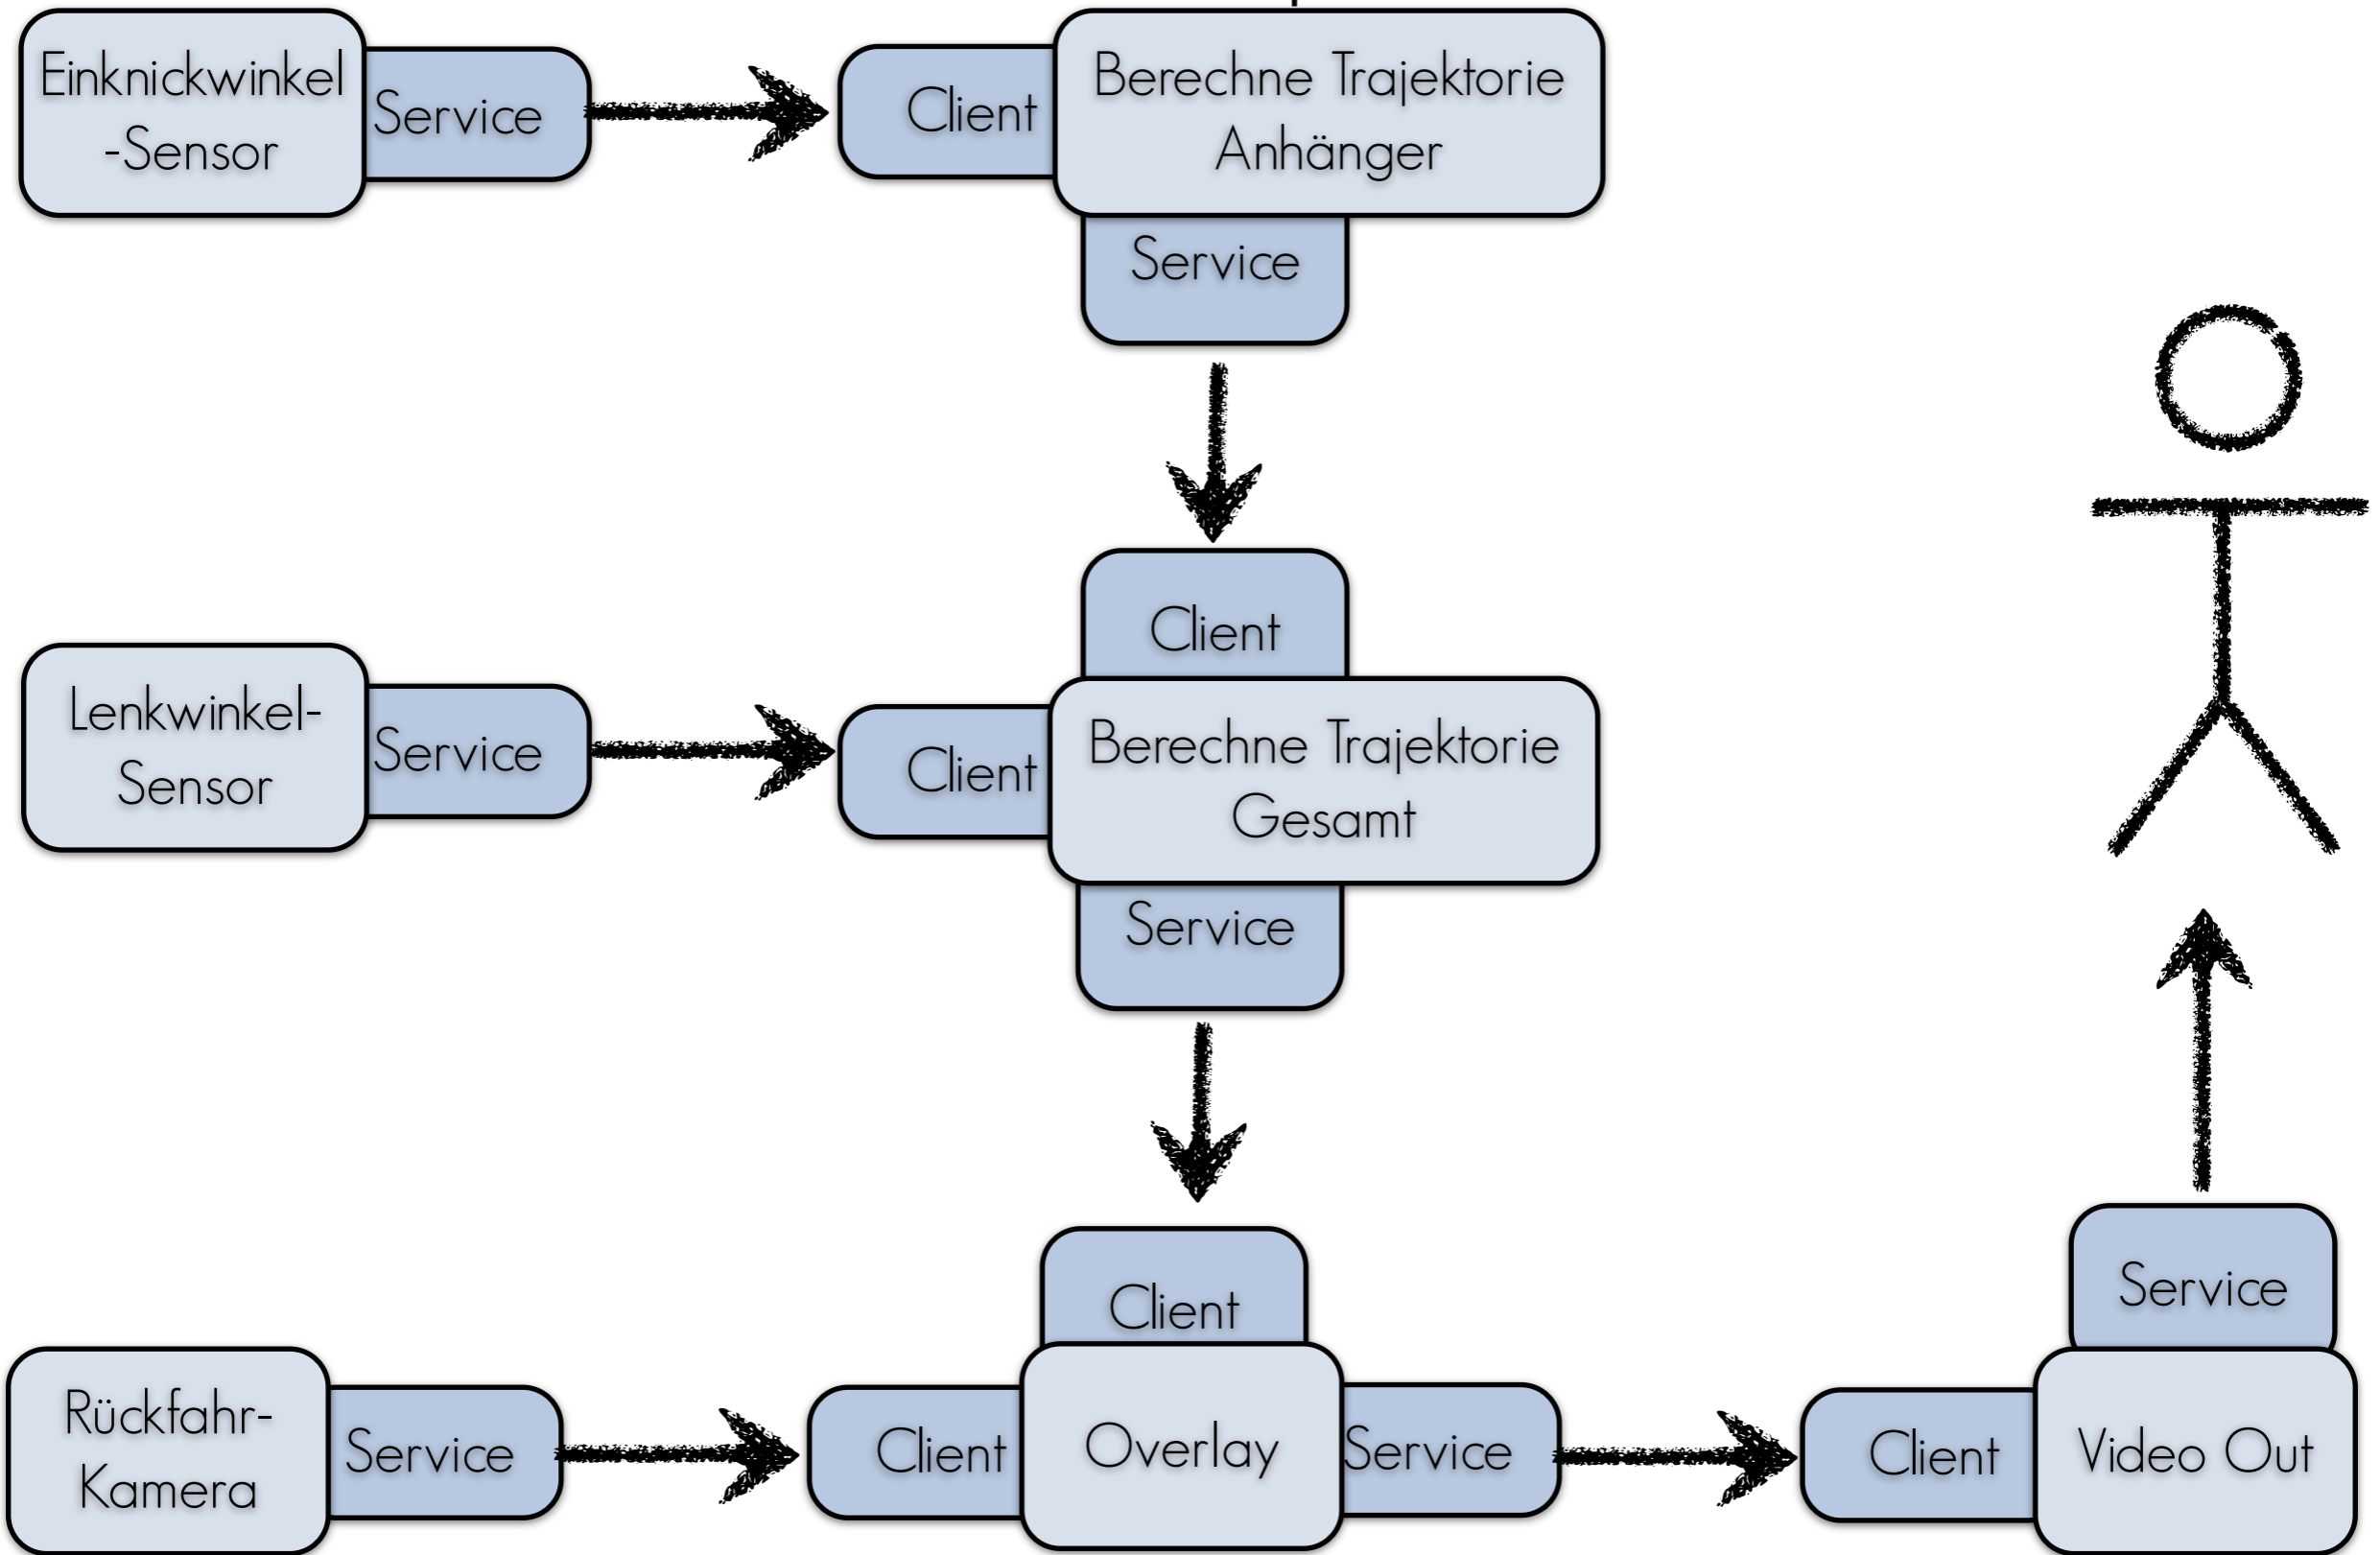 Einknickwinkel
-Sensor
Service
Client
Berechne Trajektorie
Anhänger
Service
Client
Lenkwinkel-
Sensor
Service
Client
Berechne Trajektorie
Gesamt
Service
Client
Service
Rückfahr-
Kamera
Service
Client
Overlay
Service
Client
Video Out